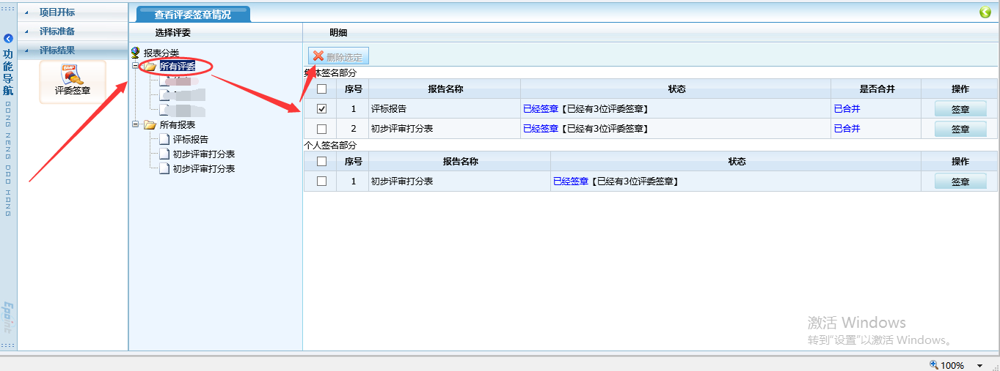 查看评委签章情况
功能导航
GONG NENG DAO HANG
Epoint
项目开标
评标准备
评标结果
评委签章
选择评委
报表分类
所有评委
所有报表
评标报告
初步评审打分表
初步评审打分表
明细
删除选定
集体签名部分
序号 报告名称 状态 是否合并 操作
1 评标报告 已经签章【已经有3位评委签章】 已合并 签章
2 初步评审打分表 已经签章【已经有3位评委签章】 已合并 签章
个人签名部分
序号 报告名称 状态 操作
1 初步评审打分表 已经签章【已经有3位评委签章】 签章
激活 Windows
转到"设置"以激活 Windows。
100%